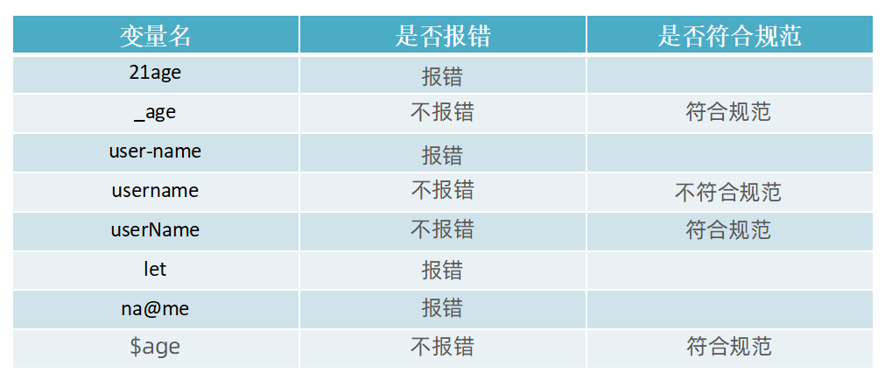 变量名 是否报错 是否符合规范
21age 报错
_age 不报错 符合规范
user-name 报错
username 不报错 不符合规范
userName 不报错 符合规范
let 报错
na@me 报错
$age 不报错 符合规范